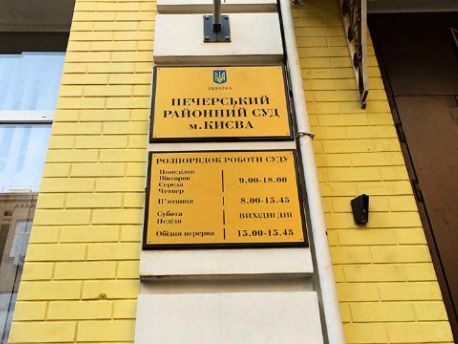 УКРАЇНА
ПЕЧЕРСЬКИЙ
РАЙОННИЙ СУД
м. КИЄВА
РОЗПОРЯДОК РОБОТИ СУДУ
Понеділок
Вівторок
Середа
Четвер
9.00-18.00
П'ятниця
8.00-15.45
Субота
Неділя
ВИХІДНІ ДНІ
Обідня перерва
13.00-13.45